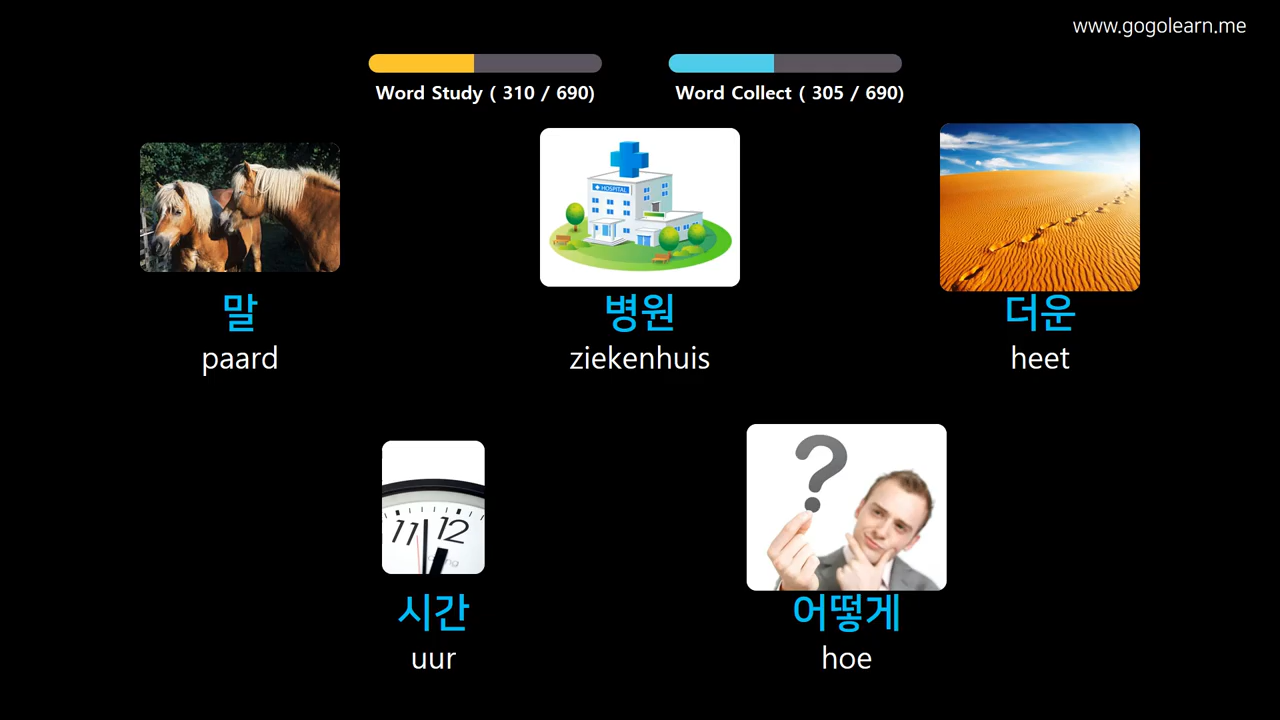 www.gogolearn.me
Word Study ( 310 / 690)
Word Collect ( 305 / 690)
HOSPITAL
말
paard
병원
ziekenhuis
더운
heet
11 12
시간
uur
?
어떻게
hoe